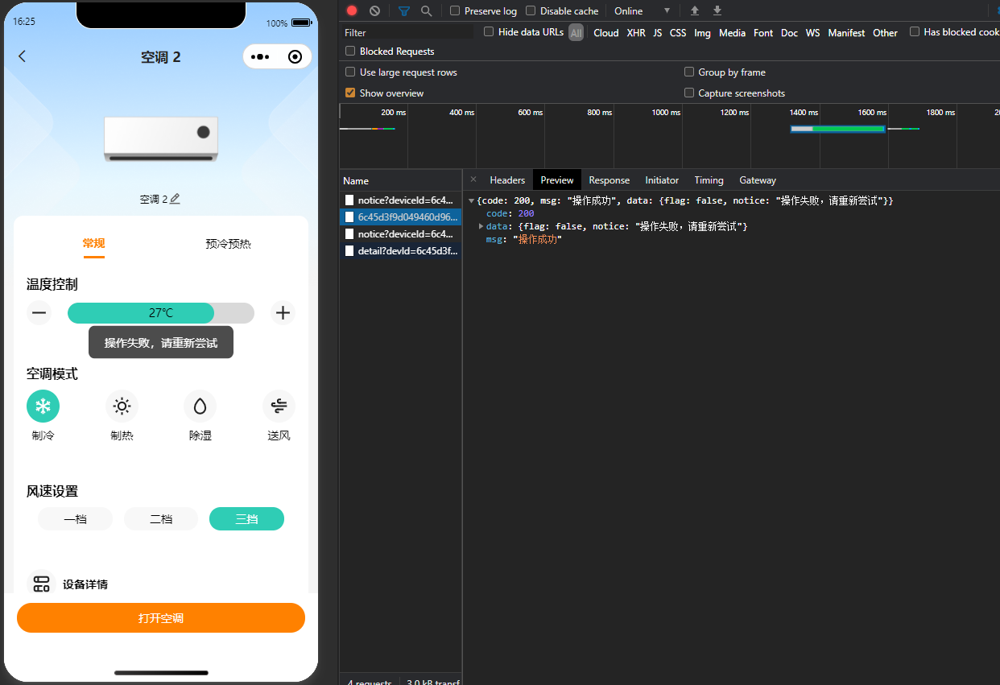 16:25
100%
空调 2
空调 2
常规
预冷预热
温度控制
27℃
操作失败，请重新尝试
空调模式
制冷
制热
除湿
送风
风速设置
一档
二档
三挡
设备详情
打开空调
Preserve log
Disable cache
Online
Filter
Hide data URLs
All
Cloud
XHR
JS
CSS
Img
Media
Font
Doc
WS
Manifest
Other
Has blocked cook
Blocked Requests
Use large request rows
Group by frame
Show overview
Capture screenshots
200 ms
400 ms
600 ms
800 ms
1000 ms
1200 ms
1400 ms
1600 ms
1800 ms
Name
Headers
Preview
Response
Initiator
Timing
Gateway
notice?deviceId=6c4...
6c45d3f9d049460d96...
notice?deviceId=6c4...
detail?devId=6c45d3f...
{code: 200, msg: "操作成功", data: {flag: false, notice: "操作失败，请重新尝试"}}
code: 200
data: {flag: false, notice: "操作失败，请重新尝试"}
msg: "操作成功"
4 requests
3.0 kB transf